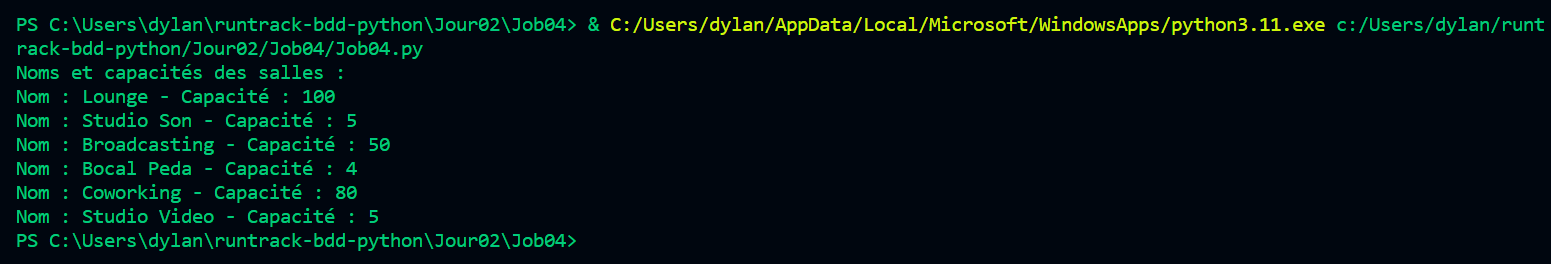 PS C:\Users\dylan\runtrack-bdd-python\Jour02\Job04> & C:/Users/dylan/AppData/Local/Microsoft/WindowsApps/python3.11.exe c:/Users/dylan/runt
rack-bdd-python/Jour02/Job04/Job04.py
Noms et capacités des salles :
Nom : Lounge - Capacité : 100
Nom : Studio Son - Capacité : 5
Nom : Broadcasting - Capacité : 50
Nom : Bocal Peda - Capacité : 4
Nom : Coworking - Capacité : 80
Nom : Studio Video - Capacité : 5
PS C:\Users\dylan\runtrack-bdd-python\Jour02\Job04>